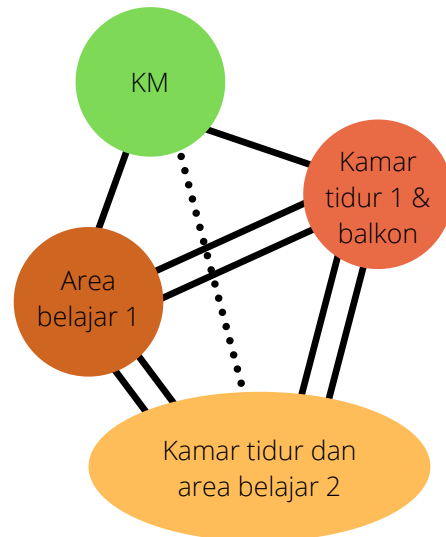 KM
Kamar
tidur 1 &
balkon
Area
belajar 1
Kamar tidur dan
area belajar 2